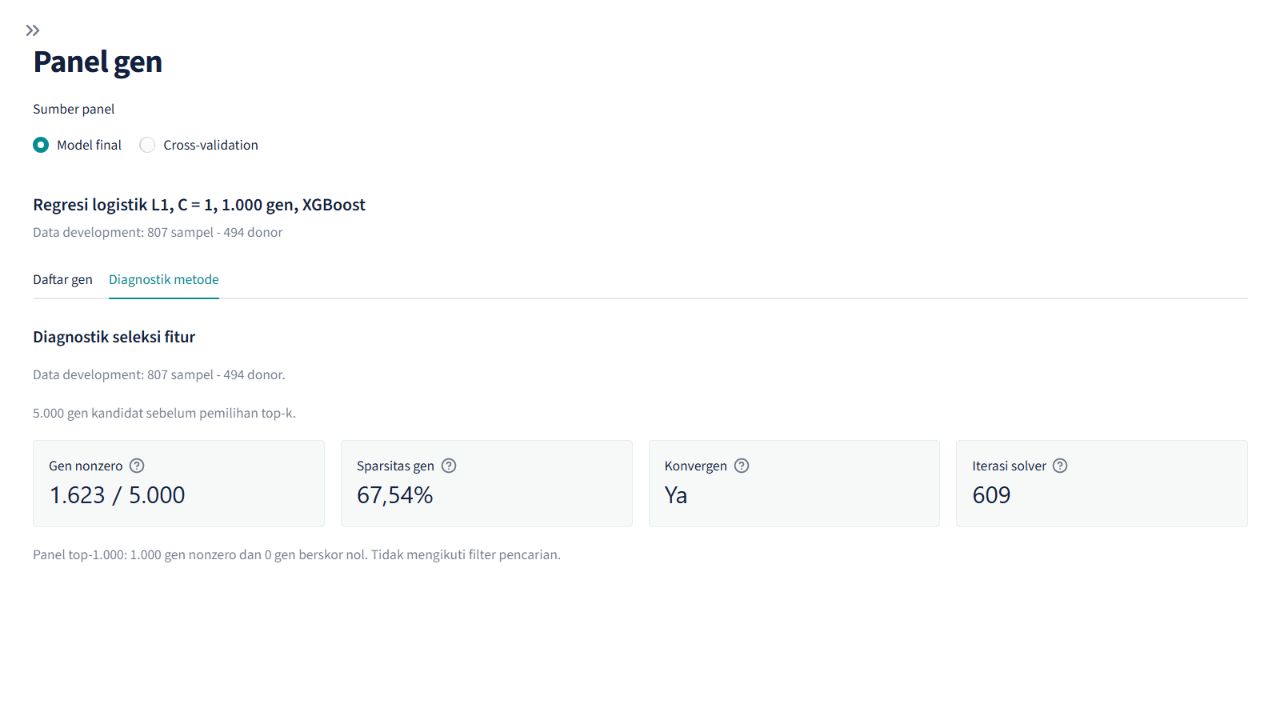 Panel gen
Sumber panel
Model final Cross-validation
Regresi logistik L1, C = 1, 1.000 gen, XGBoost
Data development: 807 sampel - 494 donor
Daftar gen Diagnostik metode
Diagnostik seleksi fitur
Data development: 807 sampel - 494 donor.
5.000 gen kandidat sebelum pemilihan top-k.
Gen nonzero
1.623 / 5.000
Sparsitas gen
67,54%
Konvergen
Ya
Iterasi solver
609
Panel top-1.000: 1.000 gen nonzero dan 0 gen berskor nol. Tidak mengikuti filter pencarian.